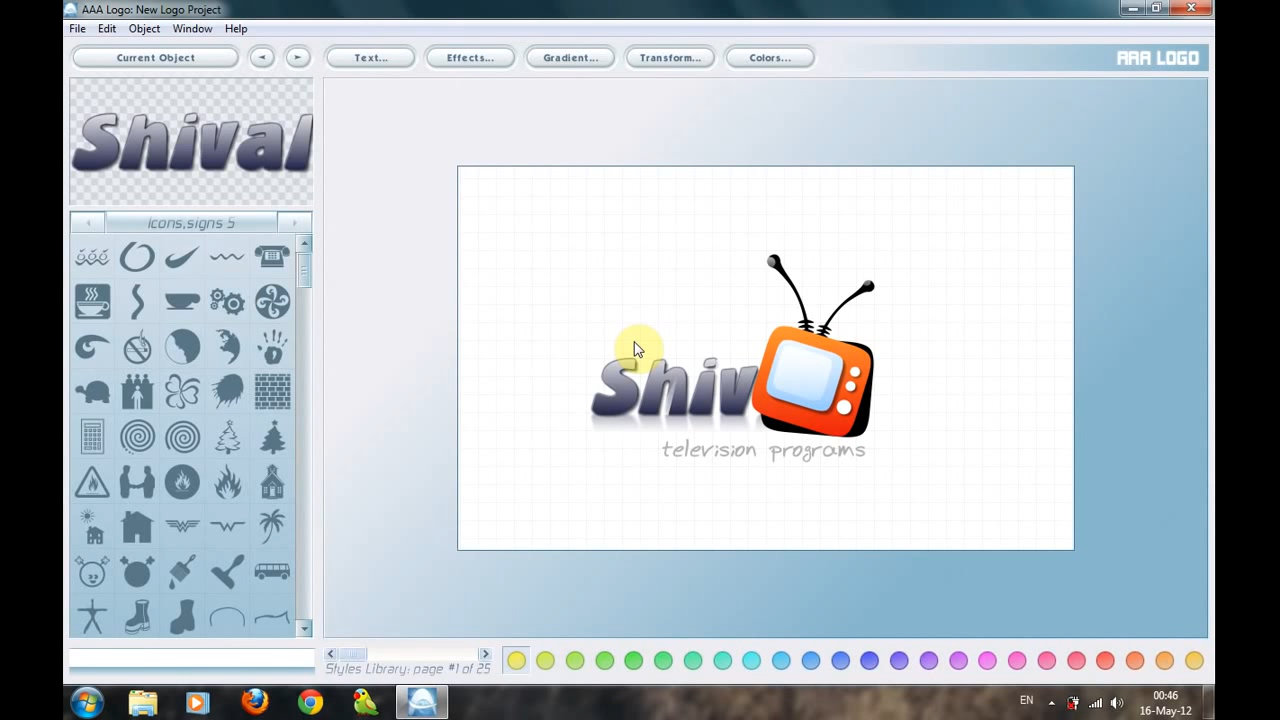 AAA Logo: New Logo Project
File Edit Object Window Help
Current Object Text... Effects... Gradient... Transform... Colors... AAA LOGO
Shival
icons,signs 5
Shiv
television programs
Styles Library: page #1 of 25
EN 00:46
16-May-12